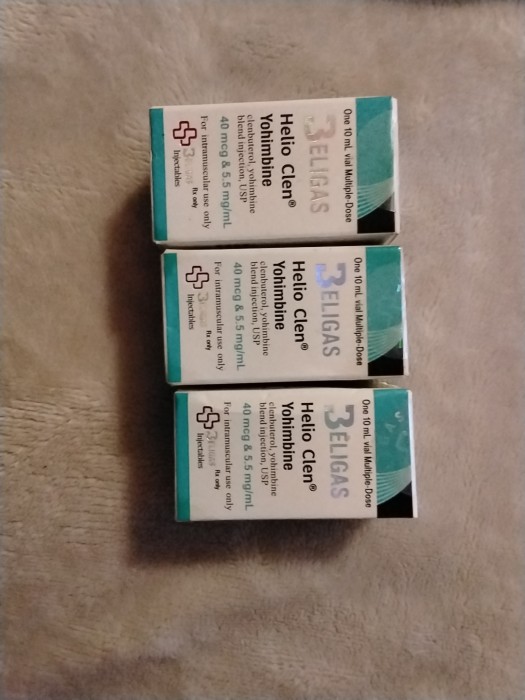 One 10 mL vial Multiple-Dose
BELIGAS
Helio Clen®
Yohimbine
clenbuterol, yohimbine
blend injection, USP
40 mcg & 5.5 mg/mL
For intramuscular use only
Rx only
Injectables
One 10 mL vial Multiple-Dose
BELIGAS
Helio Clen®
Yohimbine
clenbuterol, yohimbine
blend injection, USP
40 mcg & 5.5 mg/mL
For intramuscular use only
Rx only
Injectables
One 10 mL vial Multiple-Dose
BELIGAS
Helio Clen®
Yohimbine
clenbuterol, yohimbine
blend injection, USP
40 mcg & 5.5 mg/mL
For intramuscular use only
BELIGAS Rx only
Injectables